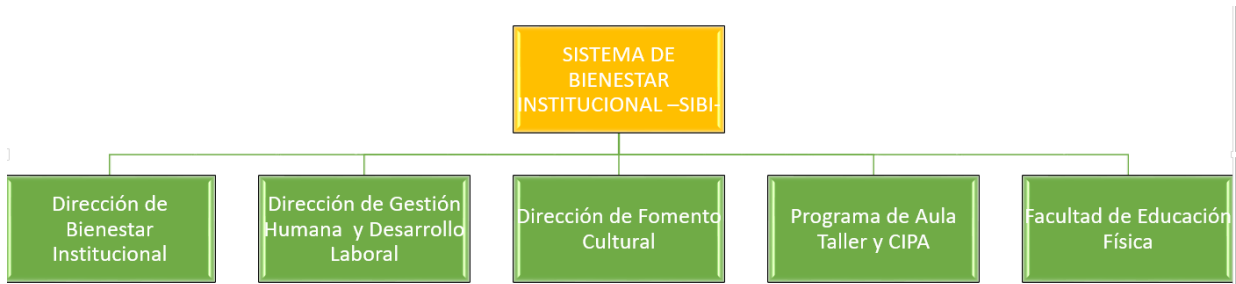 SISTEMA DE
BIENESTAR
INSTITUCIONAL –SIBI-
Dirección de
Bienestar
Institucional
Dirección de Gestión
Humana y Desarrollo
Laboral
Dirección de Fomento
Cultural
Programa de Aula
Taller y CIPA
Facultad de Educación
Física